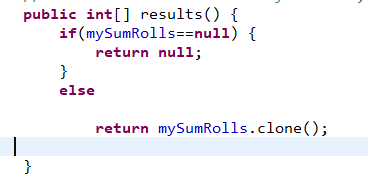 public int[] results() {
if(mySumRolls==null) {
return null;
}
else
return mySumRolls.clone();
}